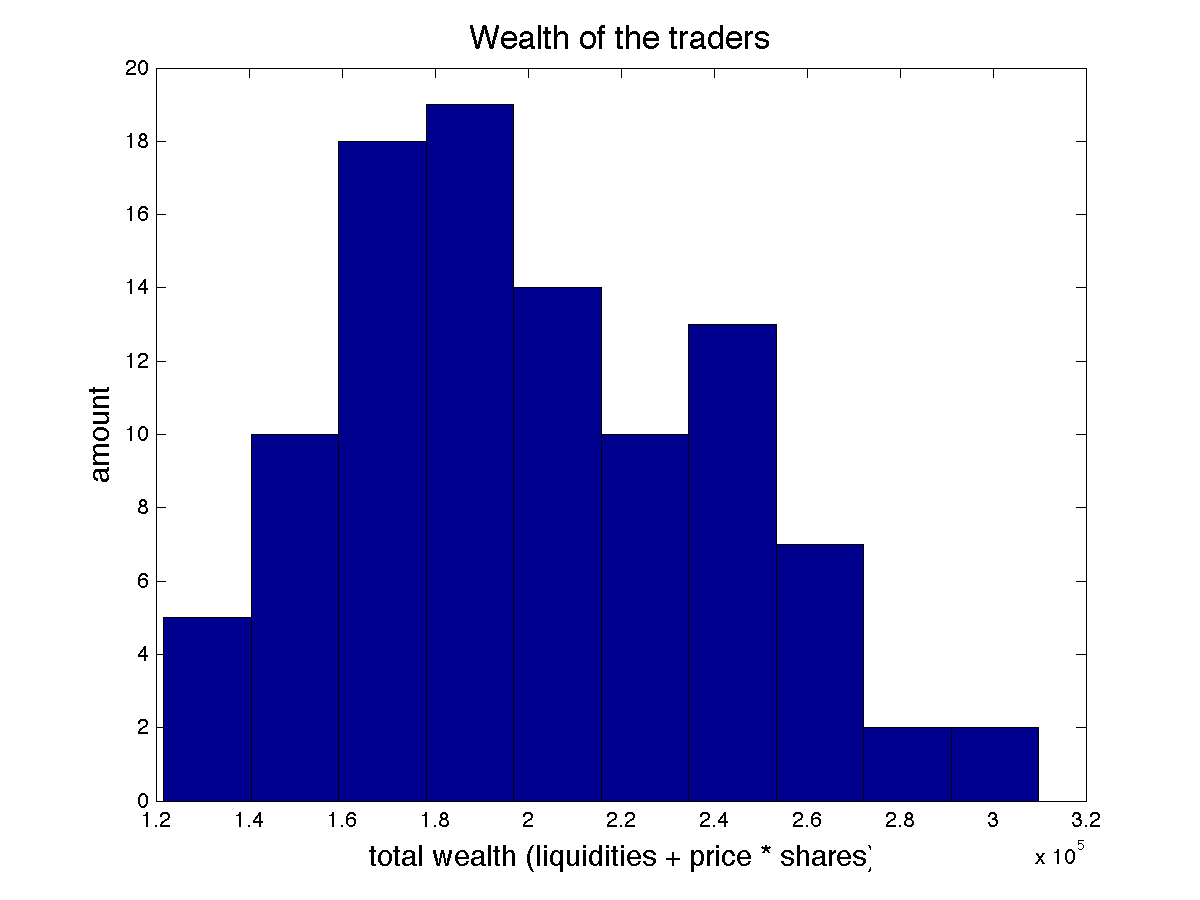 Wealth of the traders
20
18
16
14
12
10
8
6
4
2
0
amount
1.2 1.4 1.6 1.8 2 2.2 2.4 2.6 2.8 3 3.2
x 10^5
total wealth (liquidities + price * shares)